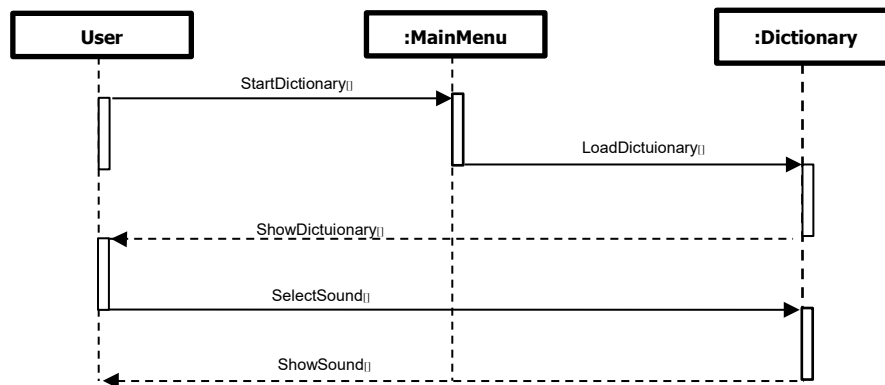 User
:MainMenu
:Dictionary
StartDictionary[]
LoadDictuionary[]
ShowDictuionary[]
SelectSound[]
ShowSound[]